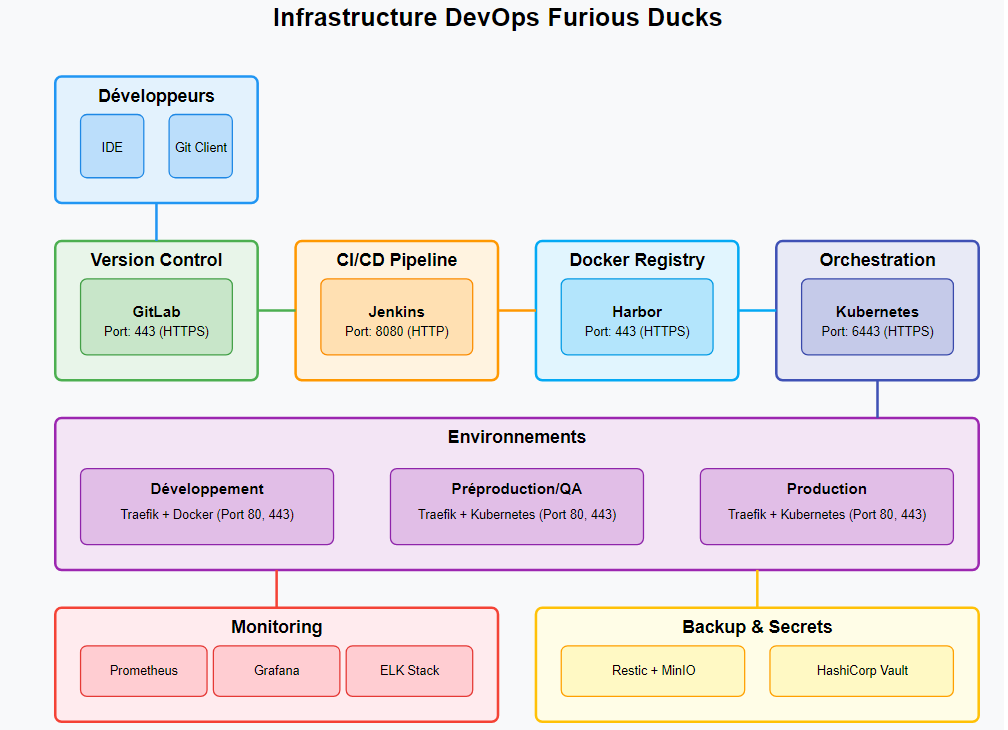 Infrastructure DevOps Furious Ducks
Développeurs
IDE
Git Client
Version Control
GitLab
Port: 443 (HTTPS)
CI/CD Pipeline
Jenkins
Port: 8080 (HTTP)
Docker Registry
Harbor
Port: 443 (HTTPS)
Orchestration
Kubernetes
Port: 6443 (HTTPS)
Environnements
Développement
Traefik + Docker (Port 80, 443)
Préproduction/QA
Traefik + Kubernetes (Port 80, 443)
Production
Traefik + Kubernetes (Port 80, 443)
Monitoring
Prometheus
Grafana
ELK Stack
Backup & Secrets
Restic + MinIO
HashiCorp Vault